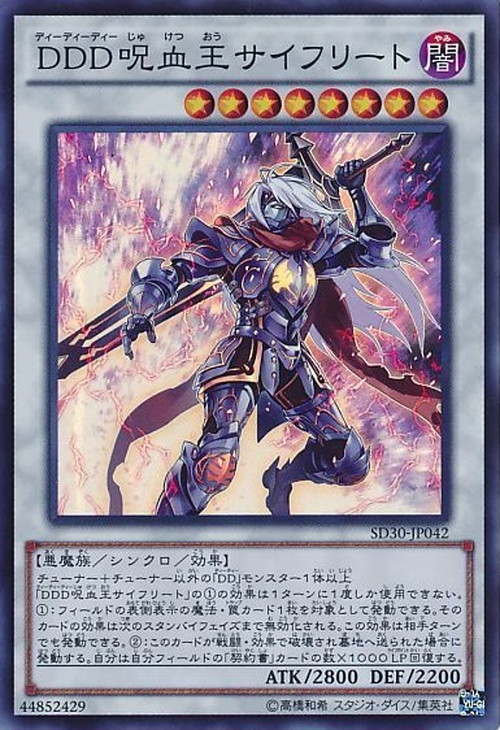 ディーディーディー じゅ けつ おう
DDD呪血王サイフリート
やみ
闇
SD30-JP042
【悪魔族/シンクロ/効果】
チューナー+チューナー以外の「DD」モンスター1体以上
「DDD呪血王サイフリート」の①の効果は1ターンに1度しか使用できない。
①:フィールドの表側表示の魔法・罠カード1枚を対象として発動できる。その
カードの効果は次のスタンバイフェイズまで無効化される。この効果は相手ターン
でも発動できる。②:このカードが戦闘・効果で破壊され墓地へ送られた場合に
発動する。自分は自分フィールドの「契約書」カードの数×1000LP回復する。
ATK/2800 DEF/2200
44852429 ©高橋和希 スタジオ・ダイス/集英社